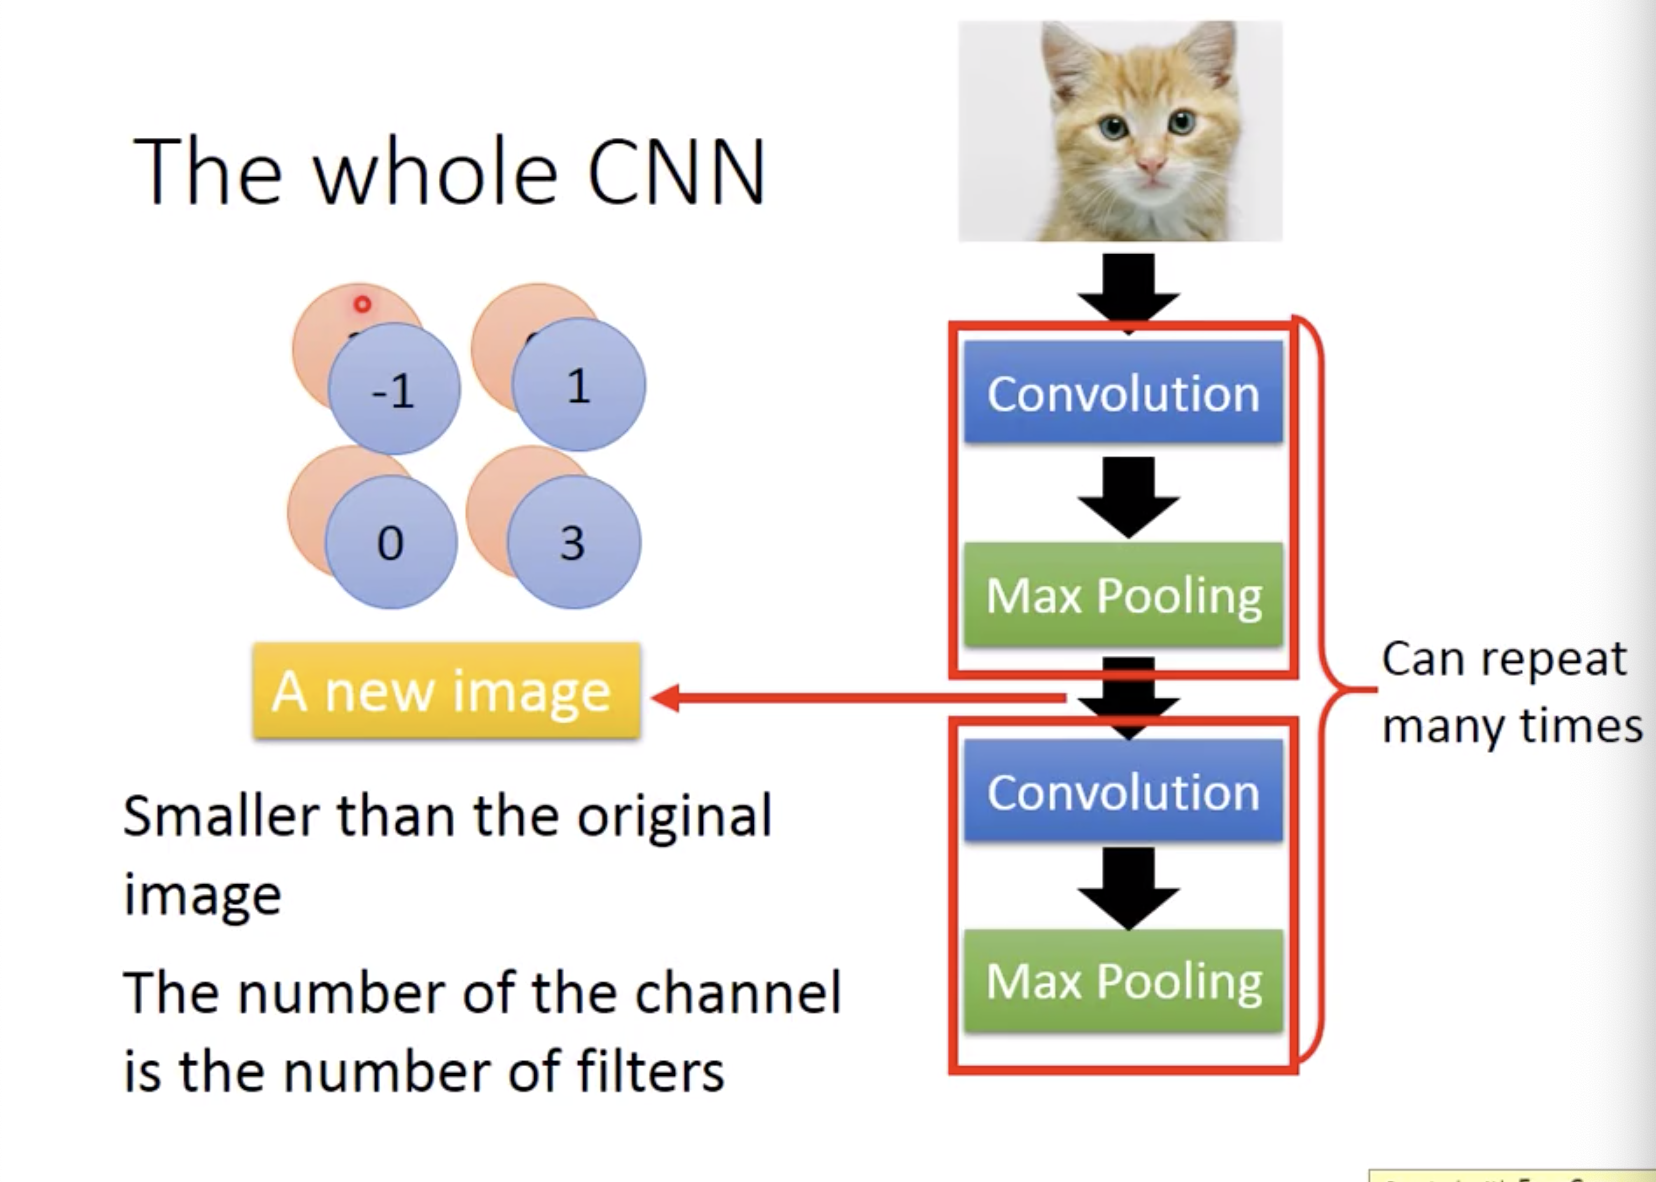 The whole CNN
-1
1
0
3
A new image
Smaller than the original
image
The number of the channel
is the number of filters
Convolution
Max Pooling
Convolution
Max Pooling
Can repeat
many times